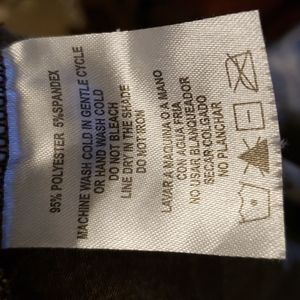 95% POLYESTER 5%SPANDEX
MACHINE WASH COLD IN GENTLE CYCLE
OR HAND WASH COLD
DO NOT BLEACH
LINE DRY IN THE SHADE
DO NOT IRON
LAVAR A MAQUINA O A MANO
CON AGUA FRIA
NO USAR BLANQUEADOR
SECAR COLGADO
NO PLANCHAR